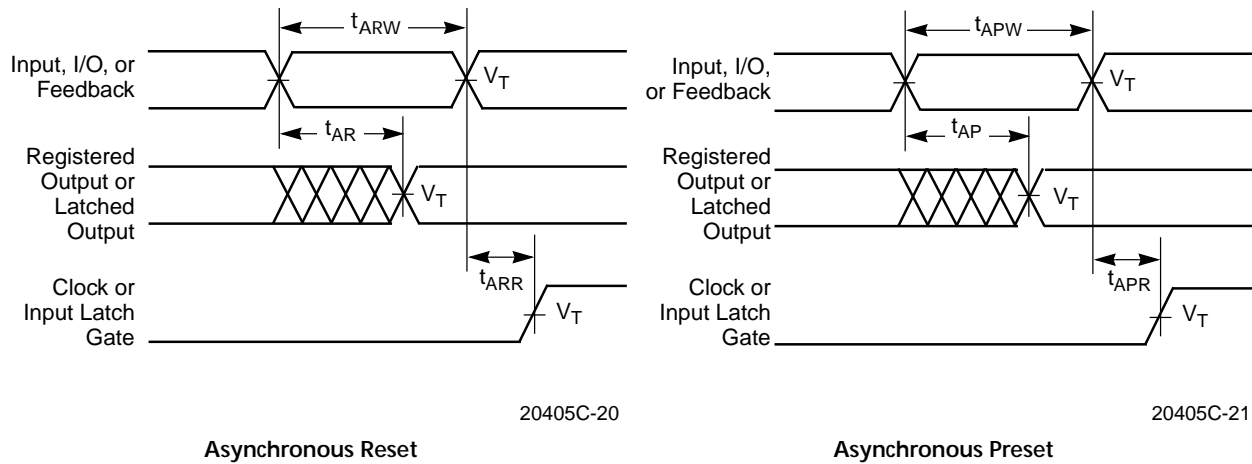 tARW
Input, I/O, or
Feedback
VT
tAR
Registered
Output or
Latched
Output
VT
tARR
Clock or
Input Latch
Gate
VT
20405C-20
Asynchronous Reset
tAPW
Input, I/O,
or Feedback
VT
tAP
Registered
Output or
Latched
Output
VT
tAPR
Clock or
Input Latch
Gate
VT
20405C-21
Asynchronous Preset